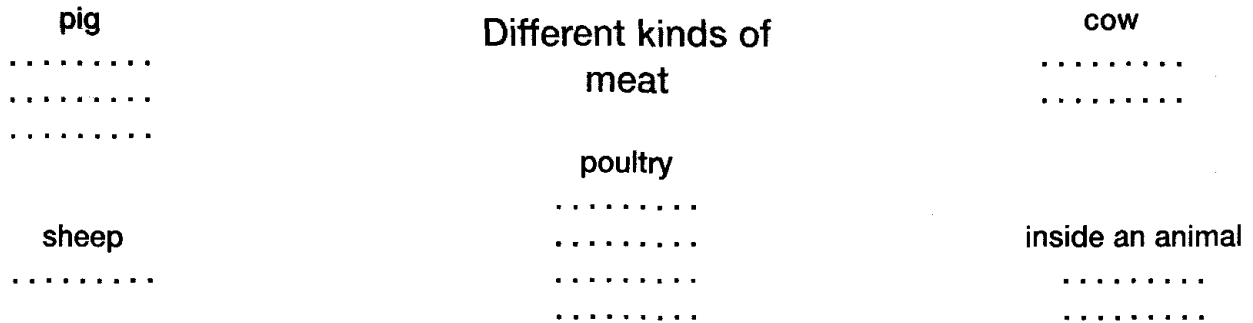 pig
. . . . . . . . .
. . . . . . . . .
. . . . . . . . .
Different kinds of
meat
cow
. . . . . . . . .
. . . . . . . . .
poultry
. . . . . . . . .
. . . . . . . . .
. . . . . . . . .
. . . . . . . . .
sheep
. . . . . . . . .
inside an animal
. . . . . . . . .
. . . . . . . . .